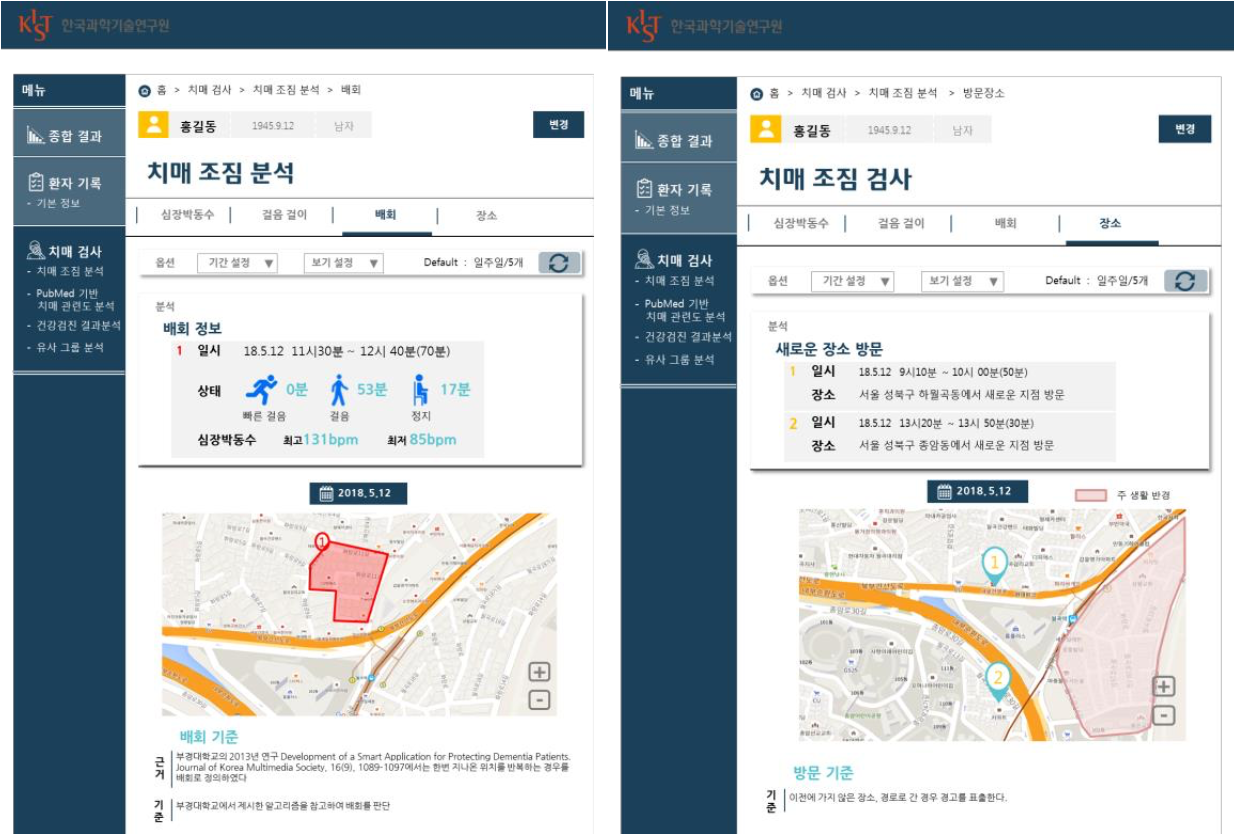 KIST 한국과학기술연구원
메뉴
종합 결과
환자 기록
- 기본 정보
치매 검사
- 치매 조짐 분석
- PubMed 기반
치매 관련도 분석
- 건강검진 결과분석
- 유사 그룹 분석
홈 > 치매 검사 > 치매 조짐 분석 > 배회
홍길동 1945.9.12 남자 변경
치매 조짐 분석
심장박동수 걸음 걸이 배회 장소
옵션 기간 설정 ▼ 보기 설정 ▼ Default : 일주일/5개
분석
배회 정보
1 일시 18.5.12 11시30분 ~ 12시 40분(70분)
상태 0분 53분 17분
빠른 걸음 걸음 정지
심장박동수 최고131bpm 최저 85bpm
2018.5.12
1
+
-
배회 기준
근거 부경대학교의 2013년 연구 Development of a Smart Application for Protecting Dementia Patients.
Journal of Korea Multimedia Society, 16(9), 1089-1097에서는 한번 지나온 위치를 반복하는 경우를
배회로 정의하였다
기준 부경대학교에서 제시한 알고리즘을 참고하여 배회를 판단
KIST 한국과학기술연구원
메뉴
종합 결과
환자 기록
- 기본 정보
치매 검사
- 치매 조짐 분석
- PubMed 기반
치매 관련도 분석
- 건강검진 결과분석
- 유사 그룹 분석
홈 > 치매 검사 > 치매 조짐 분석 > 방문장소
홍길동 1945.9.12 남자 변경
치매 조짐 검사
심장박동수 걸음 걸이 배회 장소
옵션 기간 설정 ▼ 보기 설정 ▼ Default : 일주일/5개
분석
새로운 장소 방문
1 일시 18.5.12 9시10분 ~ 10시 00분(50분)
장소 서울 성북구 하월곡동에서 새로운 지점 방문
2 일시 18.5.12 13시20분 ~ 13시 50분(30분)
장소 서울 성북구 종암동에서 새로운 지점 방문
2018.5.12 주 생활 반경
1
종암로30길
홈플러스
GS25
CU
2
+
-
방문 기준
기준 이전에 가지 않은 장소, 경로로 간 경우 경고를 표출한다.